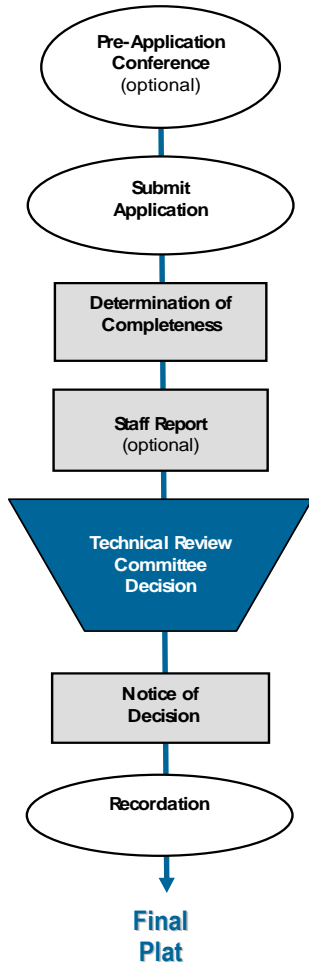 Pre-Application
Conference
(optional)
Submit
Application
Determination of
Completeness
Staff Report
(optional)
Technical Review
Committee
Decision
Notice of
Decision
Recordation
Final
Plat